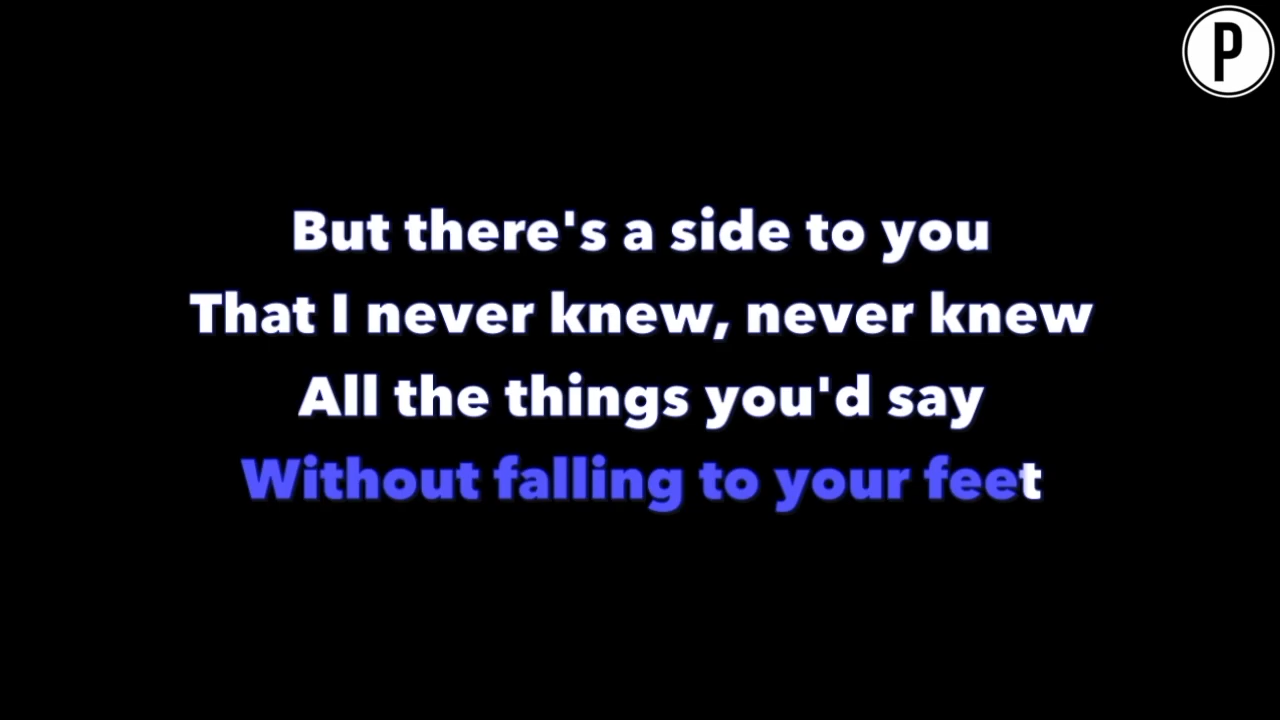 P
But there's a side to you
That I never knew, never knew
All the things you'd say
Without falling to your feet